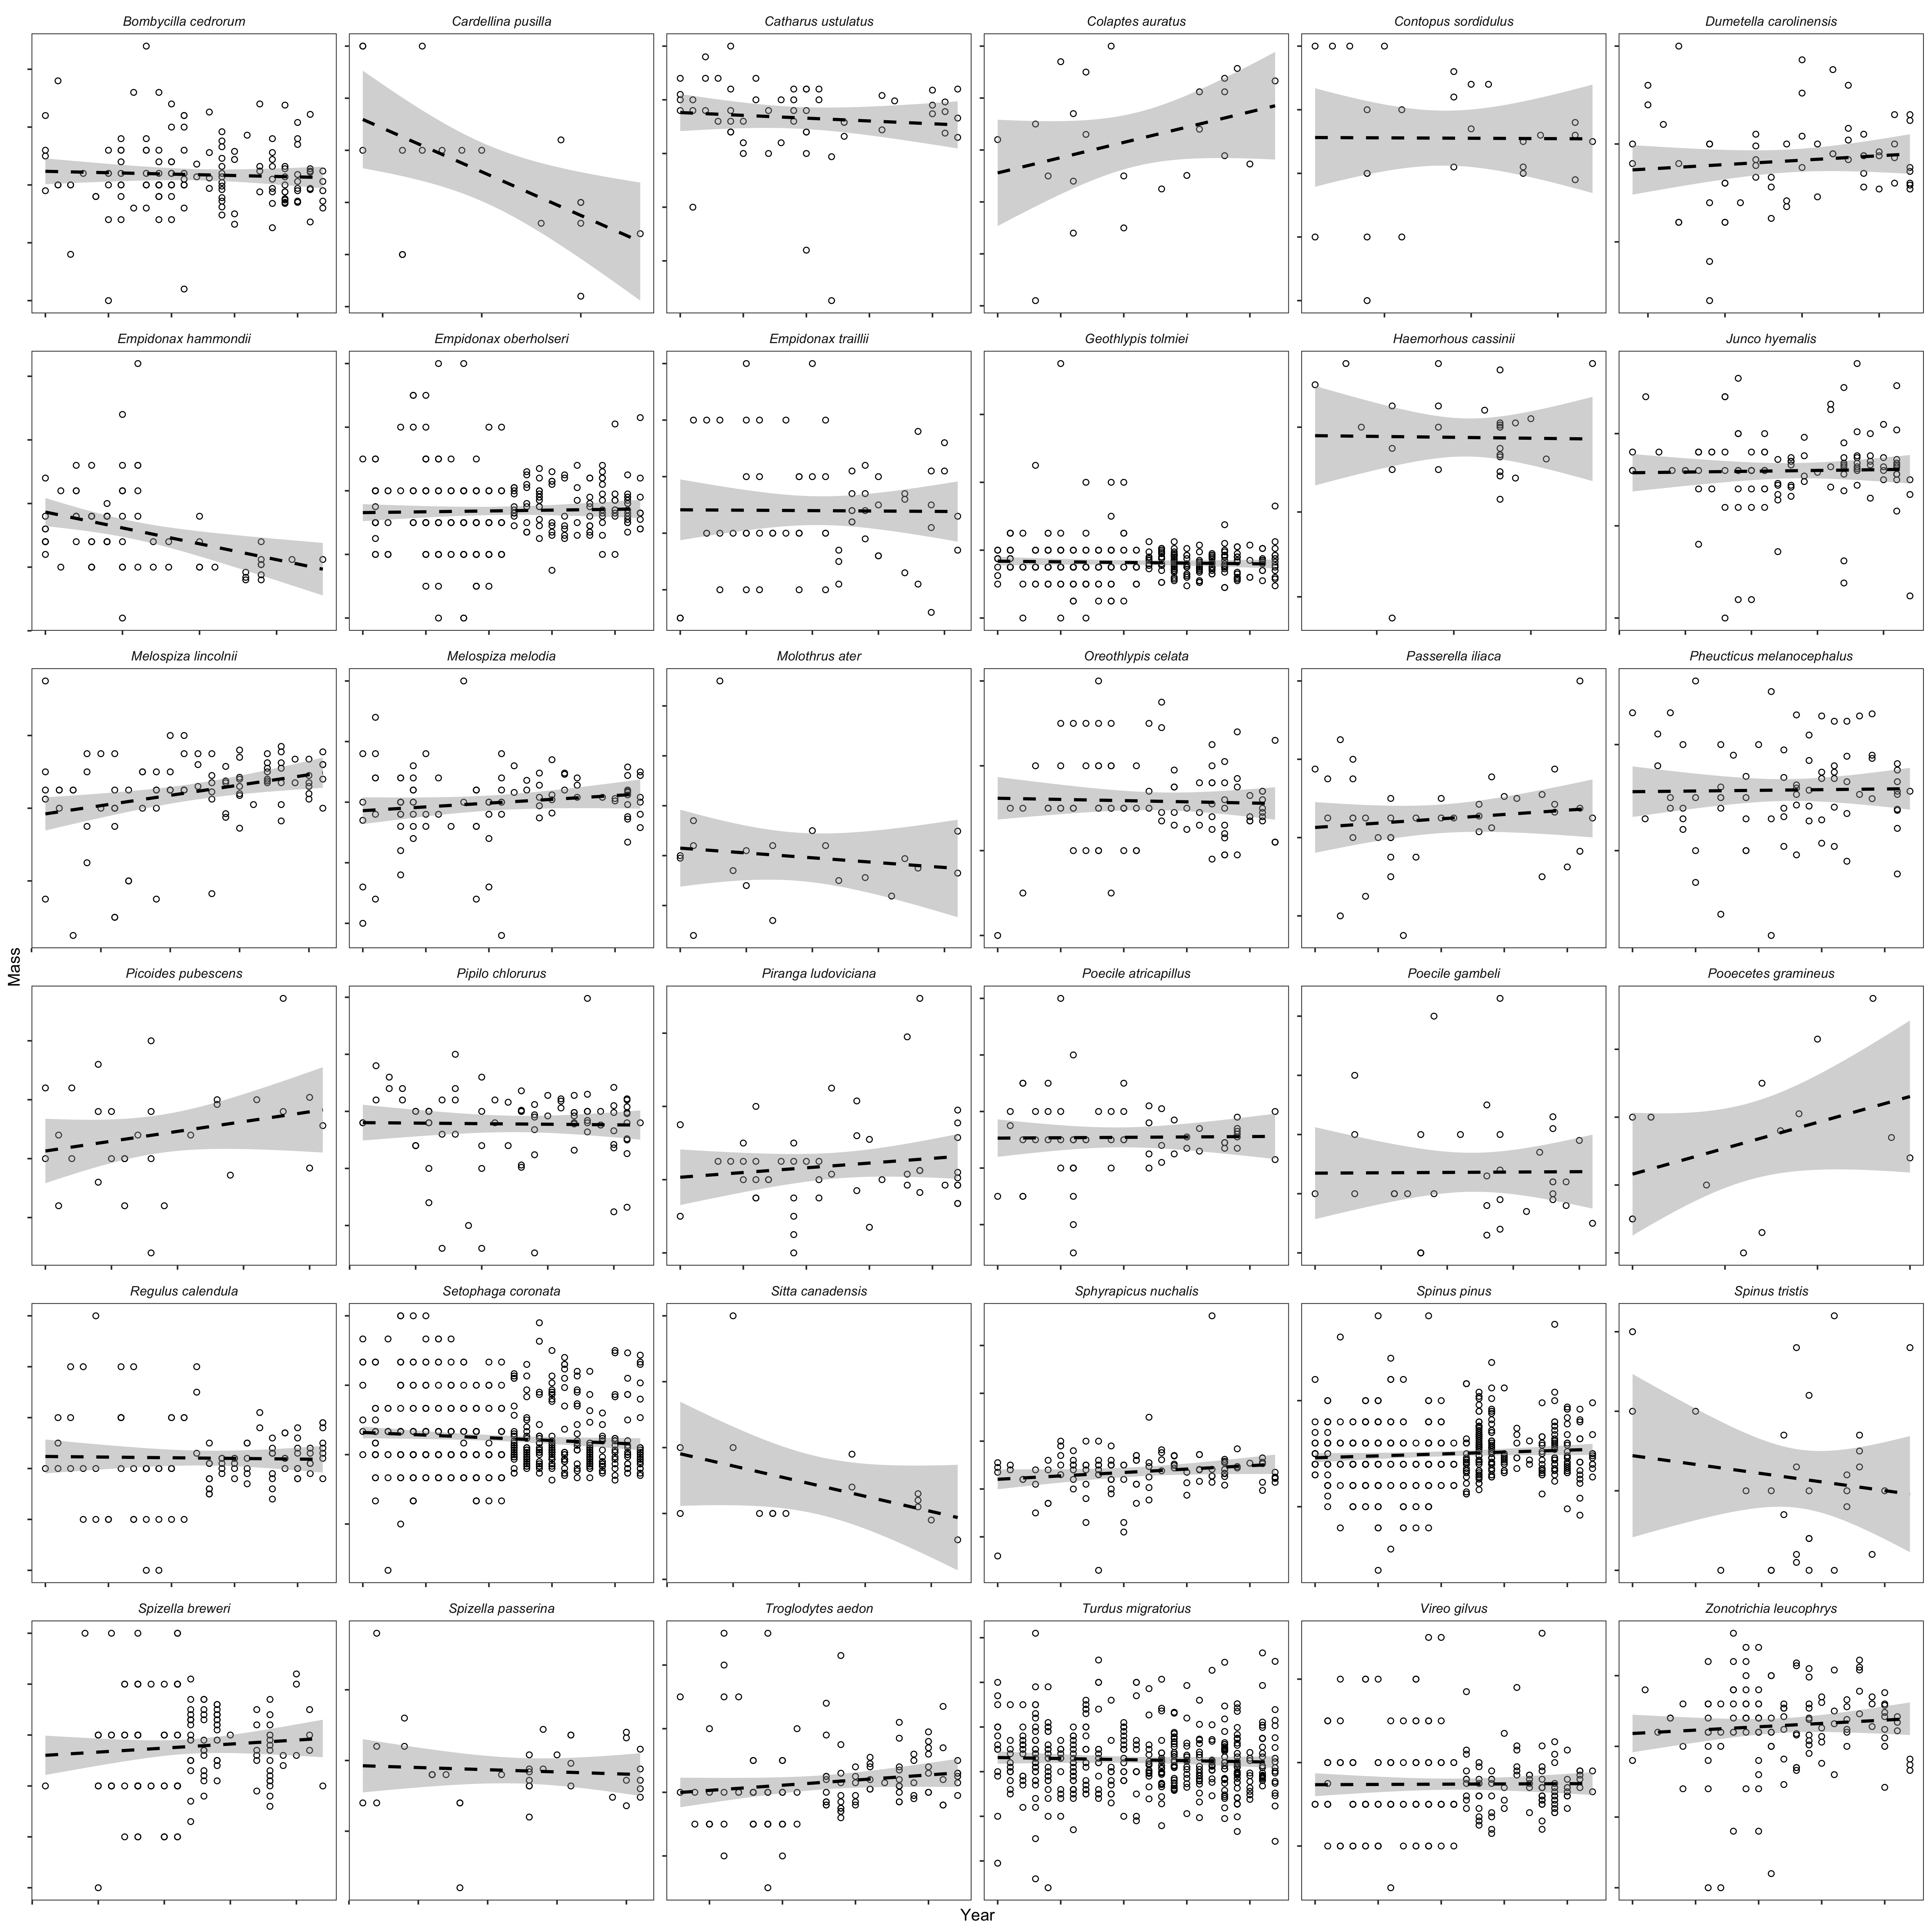 Bombycilla cedrorum
Cardellina pusilla
Catharus ustulatus
Colaptes auratus
Contopus sordidulus
Dumetella carolinensis
Empidonax hammondii
Empidonax oberholseri
Empidonax traillii
Geothlypis tolmiei
Haemorhous cassinii
Junco hyemalis
Melospiza lincolnii
Melospiza melodia
Molothrus ater
Oreothlypis celata
Passerella iliaca
Pheucticus melanocephalus
Mass
Picoides pubescens
Pipilo chlorurus
Piranga ludoviciana
Poecile atricapillus
Poecile gambeli
Pooecetes gramineus
Regulus calendula
Setophaga coronata
Sitta canadensis
Sphyrapicus nuchalis
Spinus pinus
Spinus tristis
Spizella breweri
Spizella passerina
Troglodytes aedon
Turdus migratorius
Vireo gilvus
Zonotrichia leucophrys
Year